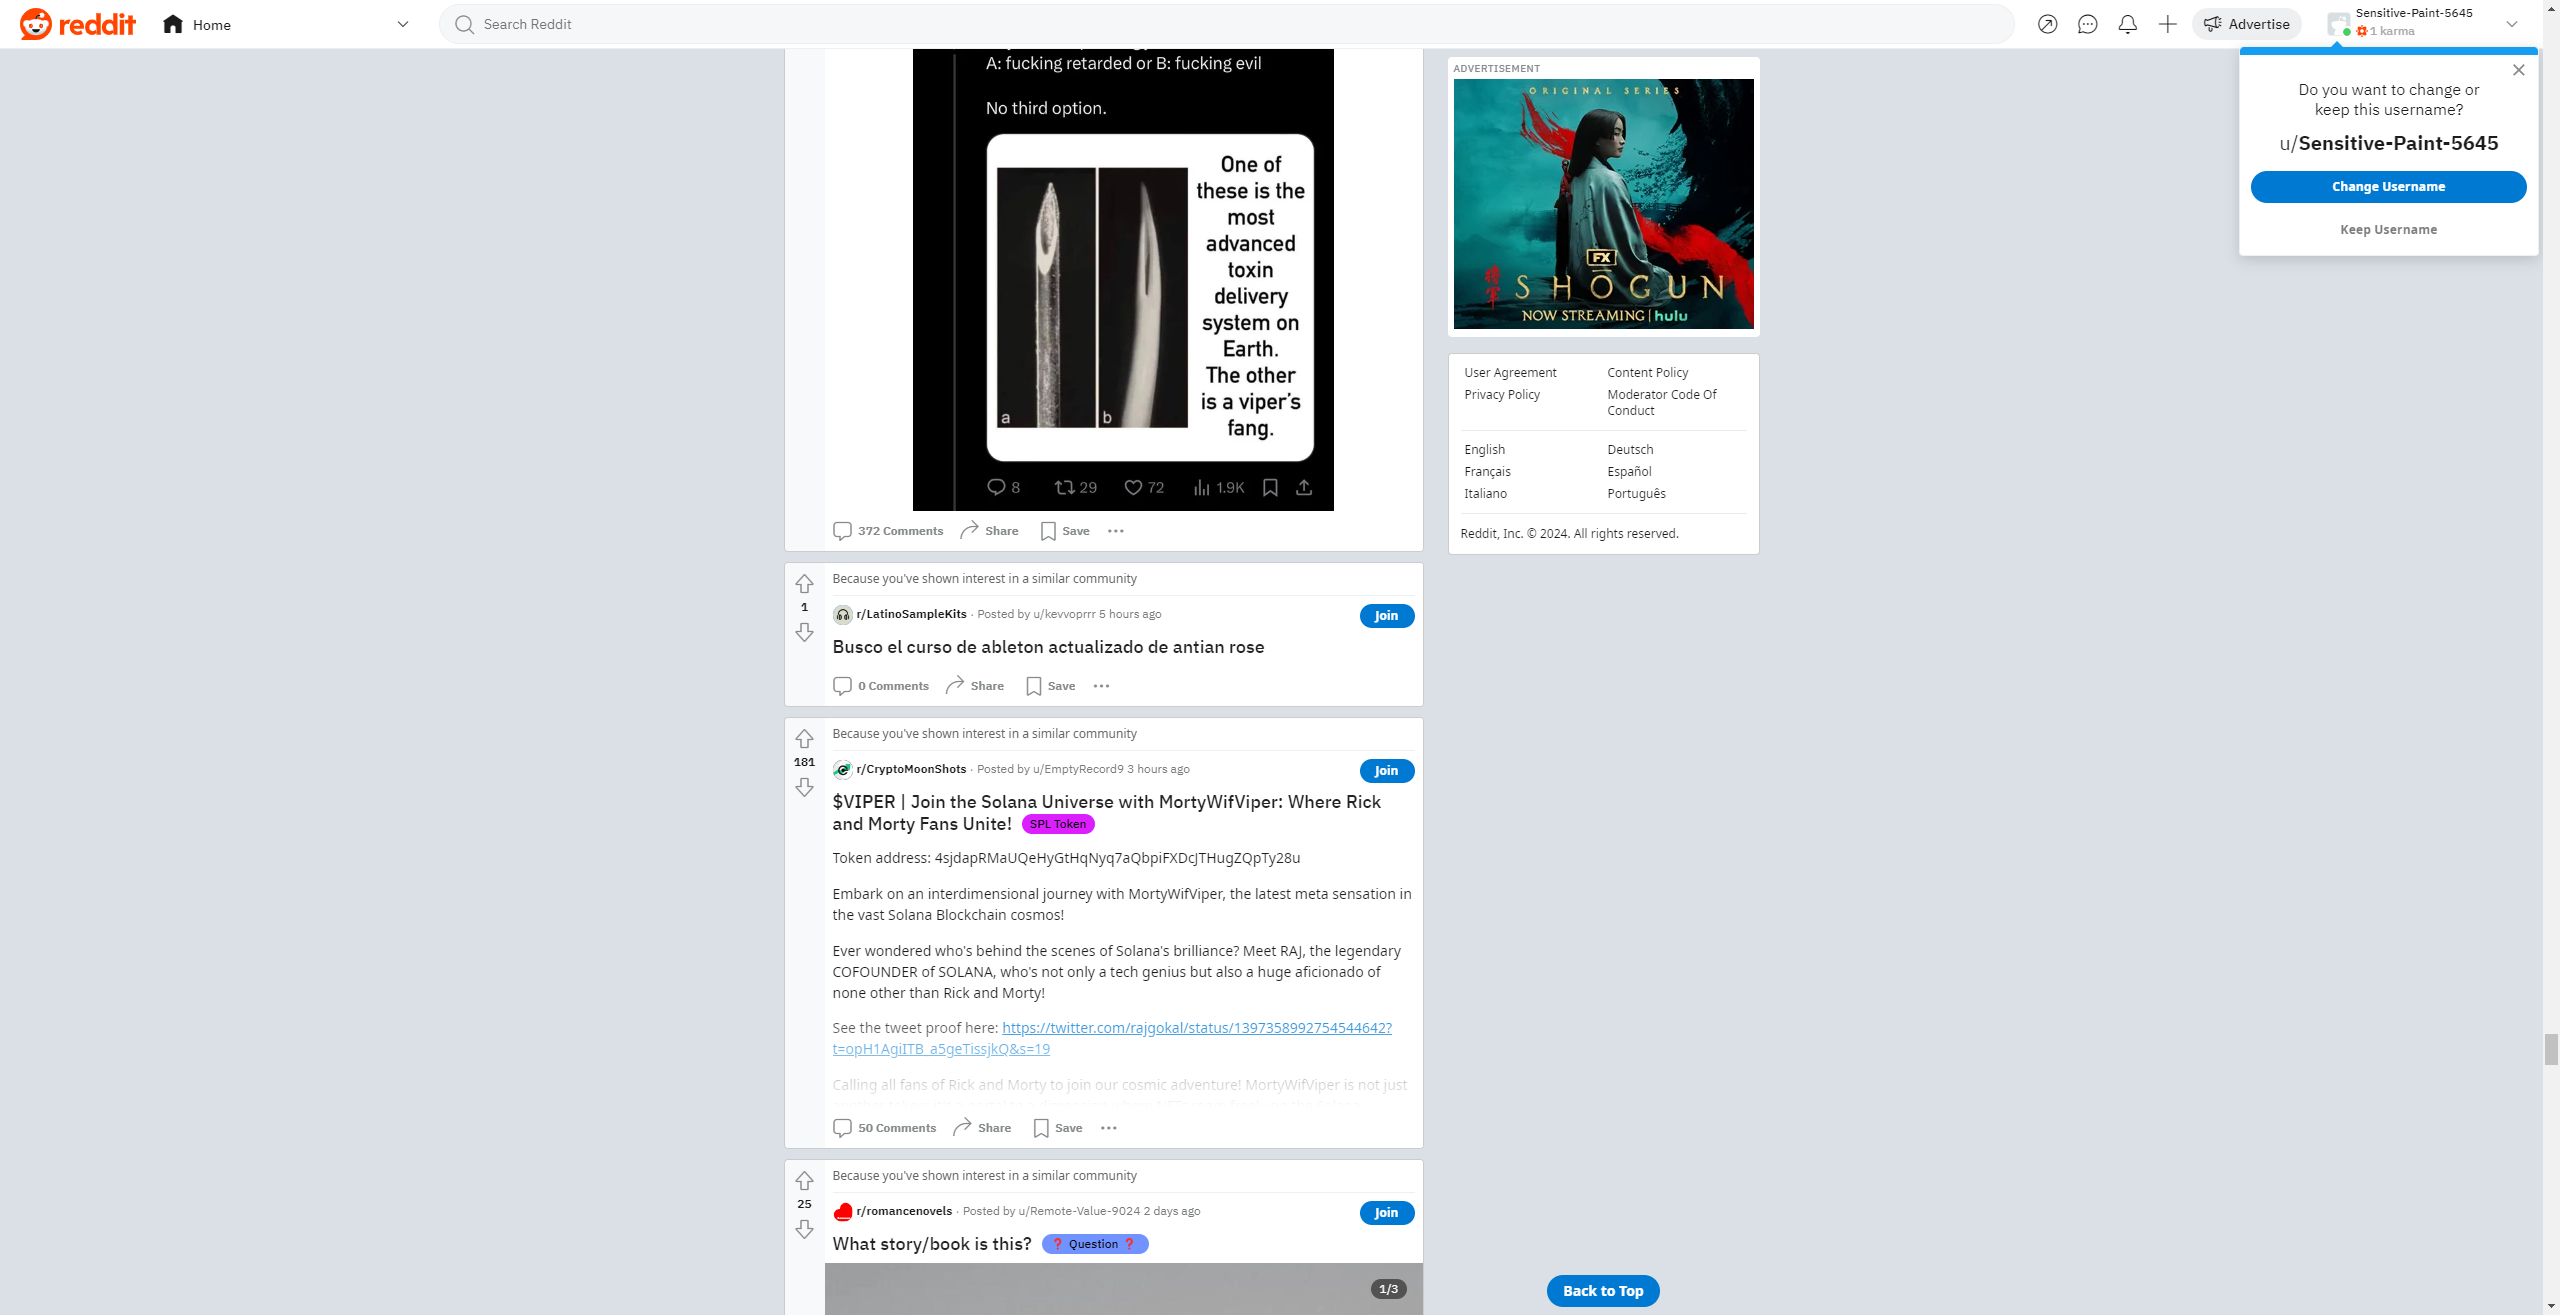 reddit
Home
Search Reddit
Advertise
Sensitive-Paint-5645
1 karma
Do you want to change or
keep this username?
u/Sensitive-Paint-5645
Change Username
Keep Username
A: fucking retarded or B: fucking evil
No third option.
One of
these is the
most
advanced
toxin
delivery
system on
Earth.
The other
is a viper's
fang.
a
b
8
29
72
1.9K
372 Comments
Share
Save
Because you've shown interest in a similar community
1
r/LatinoSampleKits · Posted by u/kevvoprrr 5 hours ago
Join
Busco el curso de ableton actualizado de antian rose
0 Comments
Share
Save
Because you've shown interest in a similar community
181
r/CryptoMoonShots · Posted by u/EmptyRecord9 3 hours ago
Join
$VIPER | Join the Solana Universe with MortyWifViper: Where Rick
and Morty Fans Unite! SPL Token
Token address: 4sjdapRMaUQeHyGtHqNyq7aQbpiFXDcJTHugZQpTy28u
Embark on an interdimensional journey with MortyWifViper, the latest meta sensation in
the vast Solana Blockchain cosmos!
Ever wondered who's behind the scenes of Solana's brilliance? Meet RAJ, the legendary
COFOUNDER of SOLANA, who's not only a tech genius but also a huge aficionado of
none other than Rick and Morty!
See the tweet proof here: https://twitter.com/rajgokal/status/1397358992754544642?
t=opH1AgiITB_a5geTissjkQ&s=19
Calling all fans of Rick and Morty to join our cosmic adventure! MortyWifViper is not just
50 Comments
Share
Save
Because you've shown interest in a similar community
25
r/romancenovels · Posted by u/Remote-Value-9024 2 days ago
Join
What story/book is this? ❓ Question ❓
1/3
ADVERTISEMENT
ORIGINAL SERIES
FX
SHŌGUN
NOW STREAMING | hulu
User Agreement
Content Policy
Privacy Policy
Moderator Code Of
Conduct
English
Deutsch
Français
Español
Italiano
Português
Reddit, Inc. © 2024. All rights reserved.
Back to Top